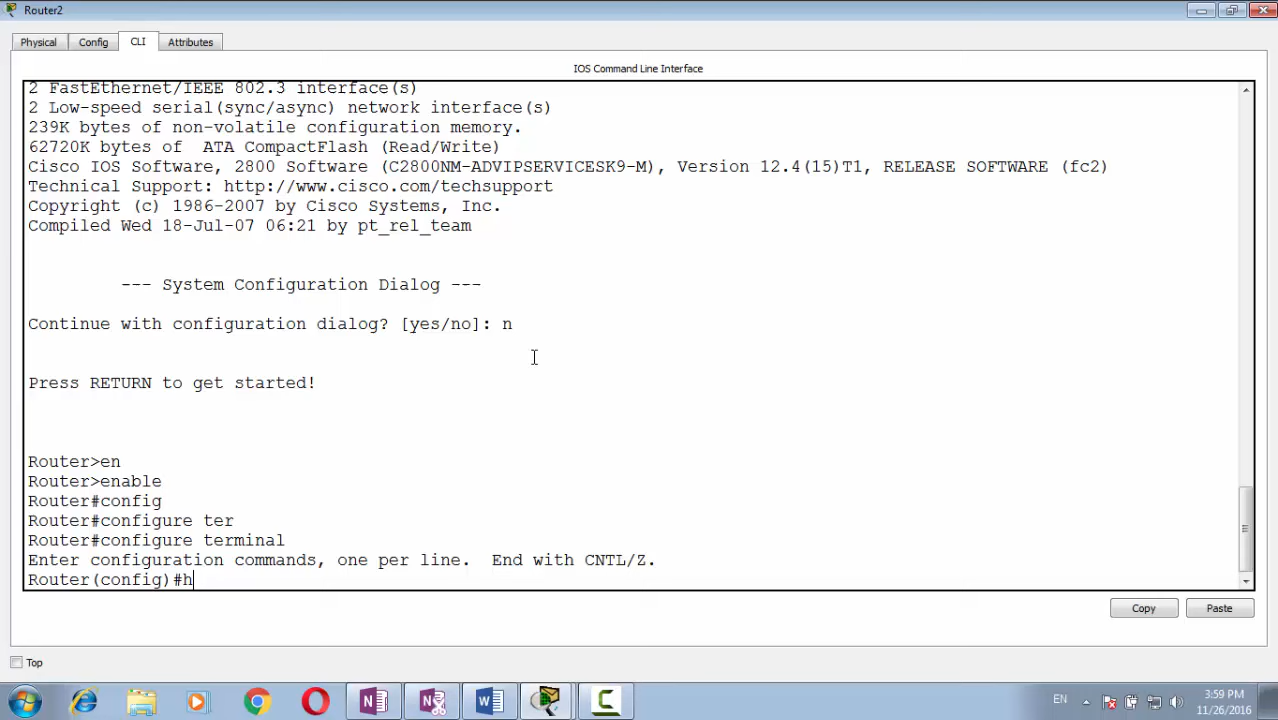 Router2
Physical Config CLI Attributes
IOS Command Line Interface
2 FastEthernet/IEEE 802.3 interface(s)
2 Low-speed serial(sync/async) network interface(s)
239K bytes of non-volatile configuration memory.
62720K bytes of  ATA CompactFlash (Read/Write)
Cisco IOS Software, 2800 Software (C2800NM-ADVIPSERVICESK9-M), Version 12.4(15)T1, RELEASE SOFTWARE (fc2)
Technical Support: http://www.cisco.com/techsupport
Copyright (c) 1986-2007 by Cisco Systems, Inc.
Compiled Wed 18-Jul-07 06:21 by pt_rel_team
--- System Configuration Dialog ---
Continue with configuration dialog? [yes/no]: n
Press RETURN to get started!
Router>en
Router>enable
Router#config
Router#configure ter
Router#configure terminal
Enter configuration commands, one per line.  End with CNTL/Z.
Router(config)#h
Copy Paste
Top
EN 3:59 PM
11/26/2016